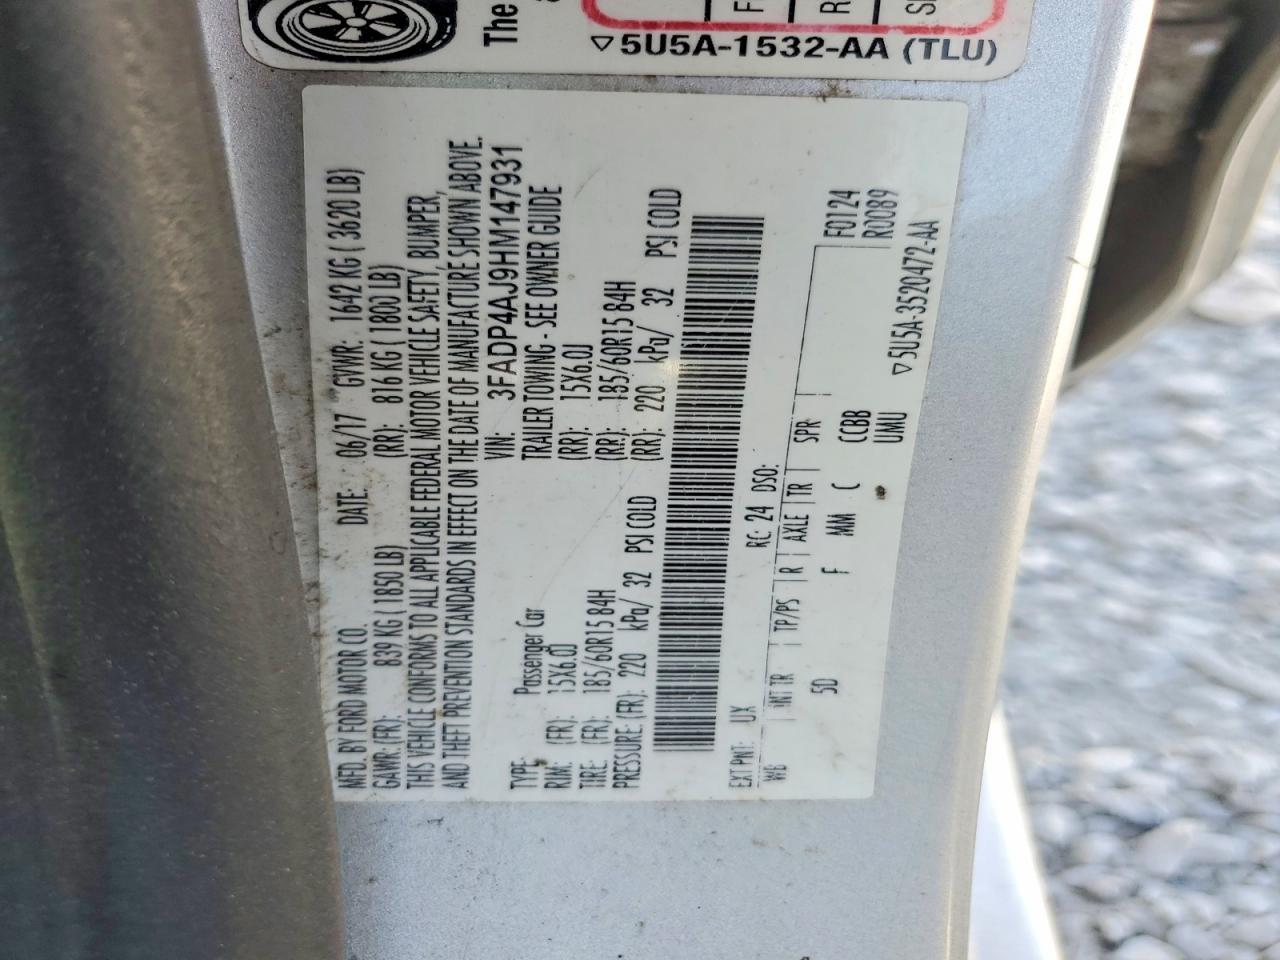 The
F
R
SI
▽5U5A-1532-AA (TLU)
MFD. BY FORD MOTOR CO. DATE: 06/17 GVWR: 1642 KG ( 3620 LB)
GAWR: (FR): 839 KG ( 1850 LB) (RR): 816 KG ( 1800 LB)
THIS VEHICLE CONFORMS TO ALL APPLICABLE FEDERAL MOTOR VEHICLE SAFETY, BUMPER,
AND THEFT PREVENTION STANDARDS IN EFFECT ON THE DATE OF MANUFACTURE SHOWN ABOVE.
VIN: 3FADP4AJ9HM147931
TYPE: Passenger Car TRAILER TOWING - SEE OWNER GUIDE
RIM: (FR): 15X6.0J (RR): 15X6.0J
TIRE: (FR): 185/60R15 84H (RR): 185/60R15 84H
PRESSURE (FR): 220 kPa/ 32 PSI COLD (RR): 220 kPa/ 32 PSI COLD
EXT PNT: UX RC: 24 DSO:
W6 INT TR TP/PS R AXLE TR SPR F0124
5D F MM C CCBB R0089
UMU
▽5U5A-3520472-AA